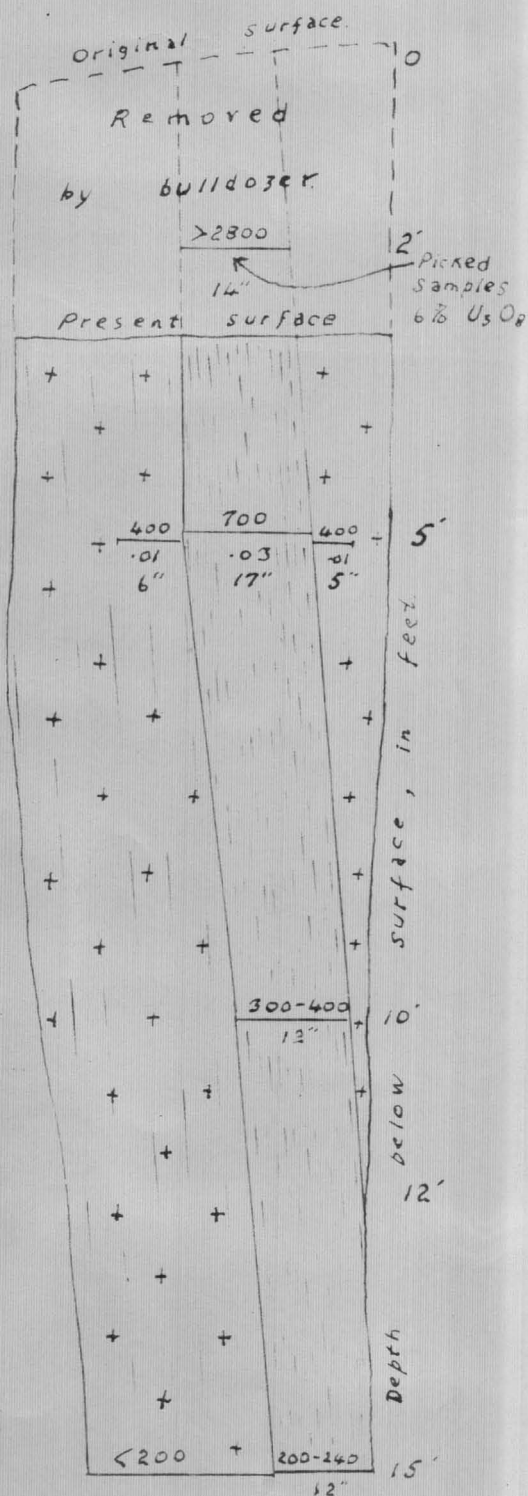 Original surface.
0
Removed
by bulldozer.
>2800
2'
14"
Picked
samples
6% U3O8
Present surface
400 700 400
5'
.01 .03 .01
6" 17" 5"
Depth below surface, in feet
300-400
10'
12"
12'
<200 200-240
15'
12"